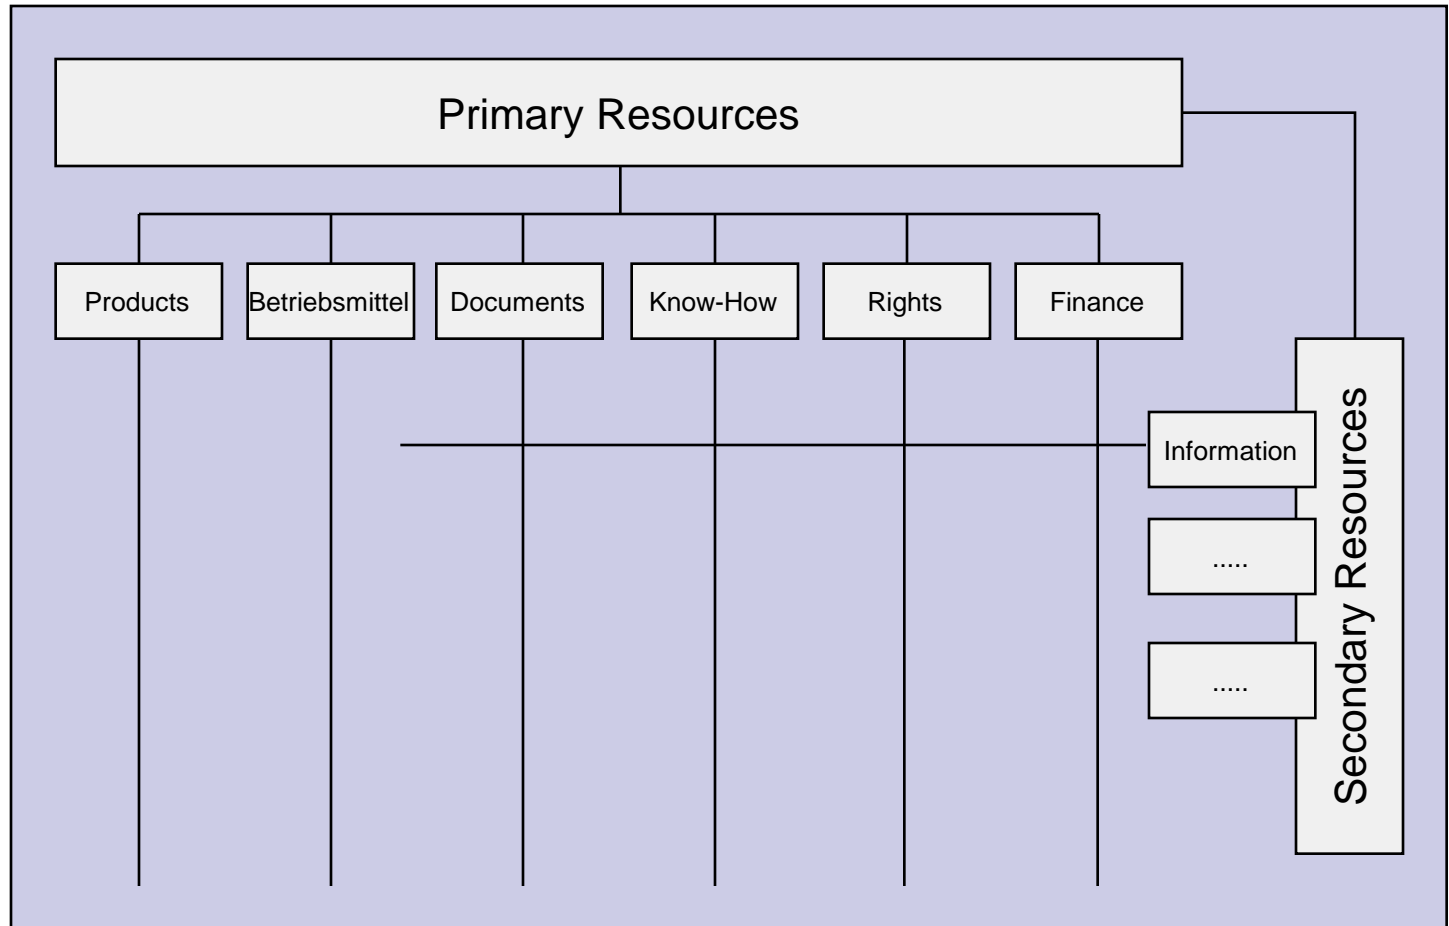 Primary Resources
Products
Betriebsmittel
Documents
Know-How
Rights
Finance
Information
.....
.....
Secondary Resources